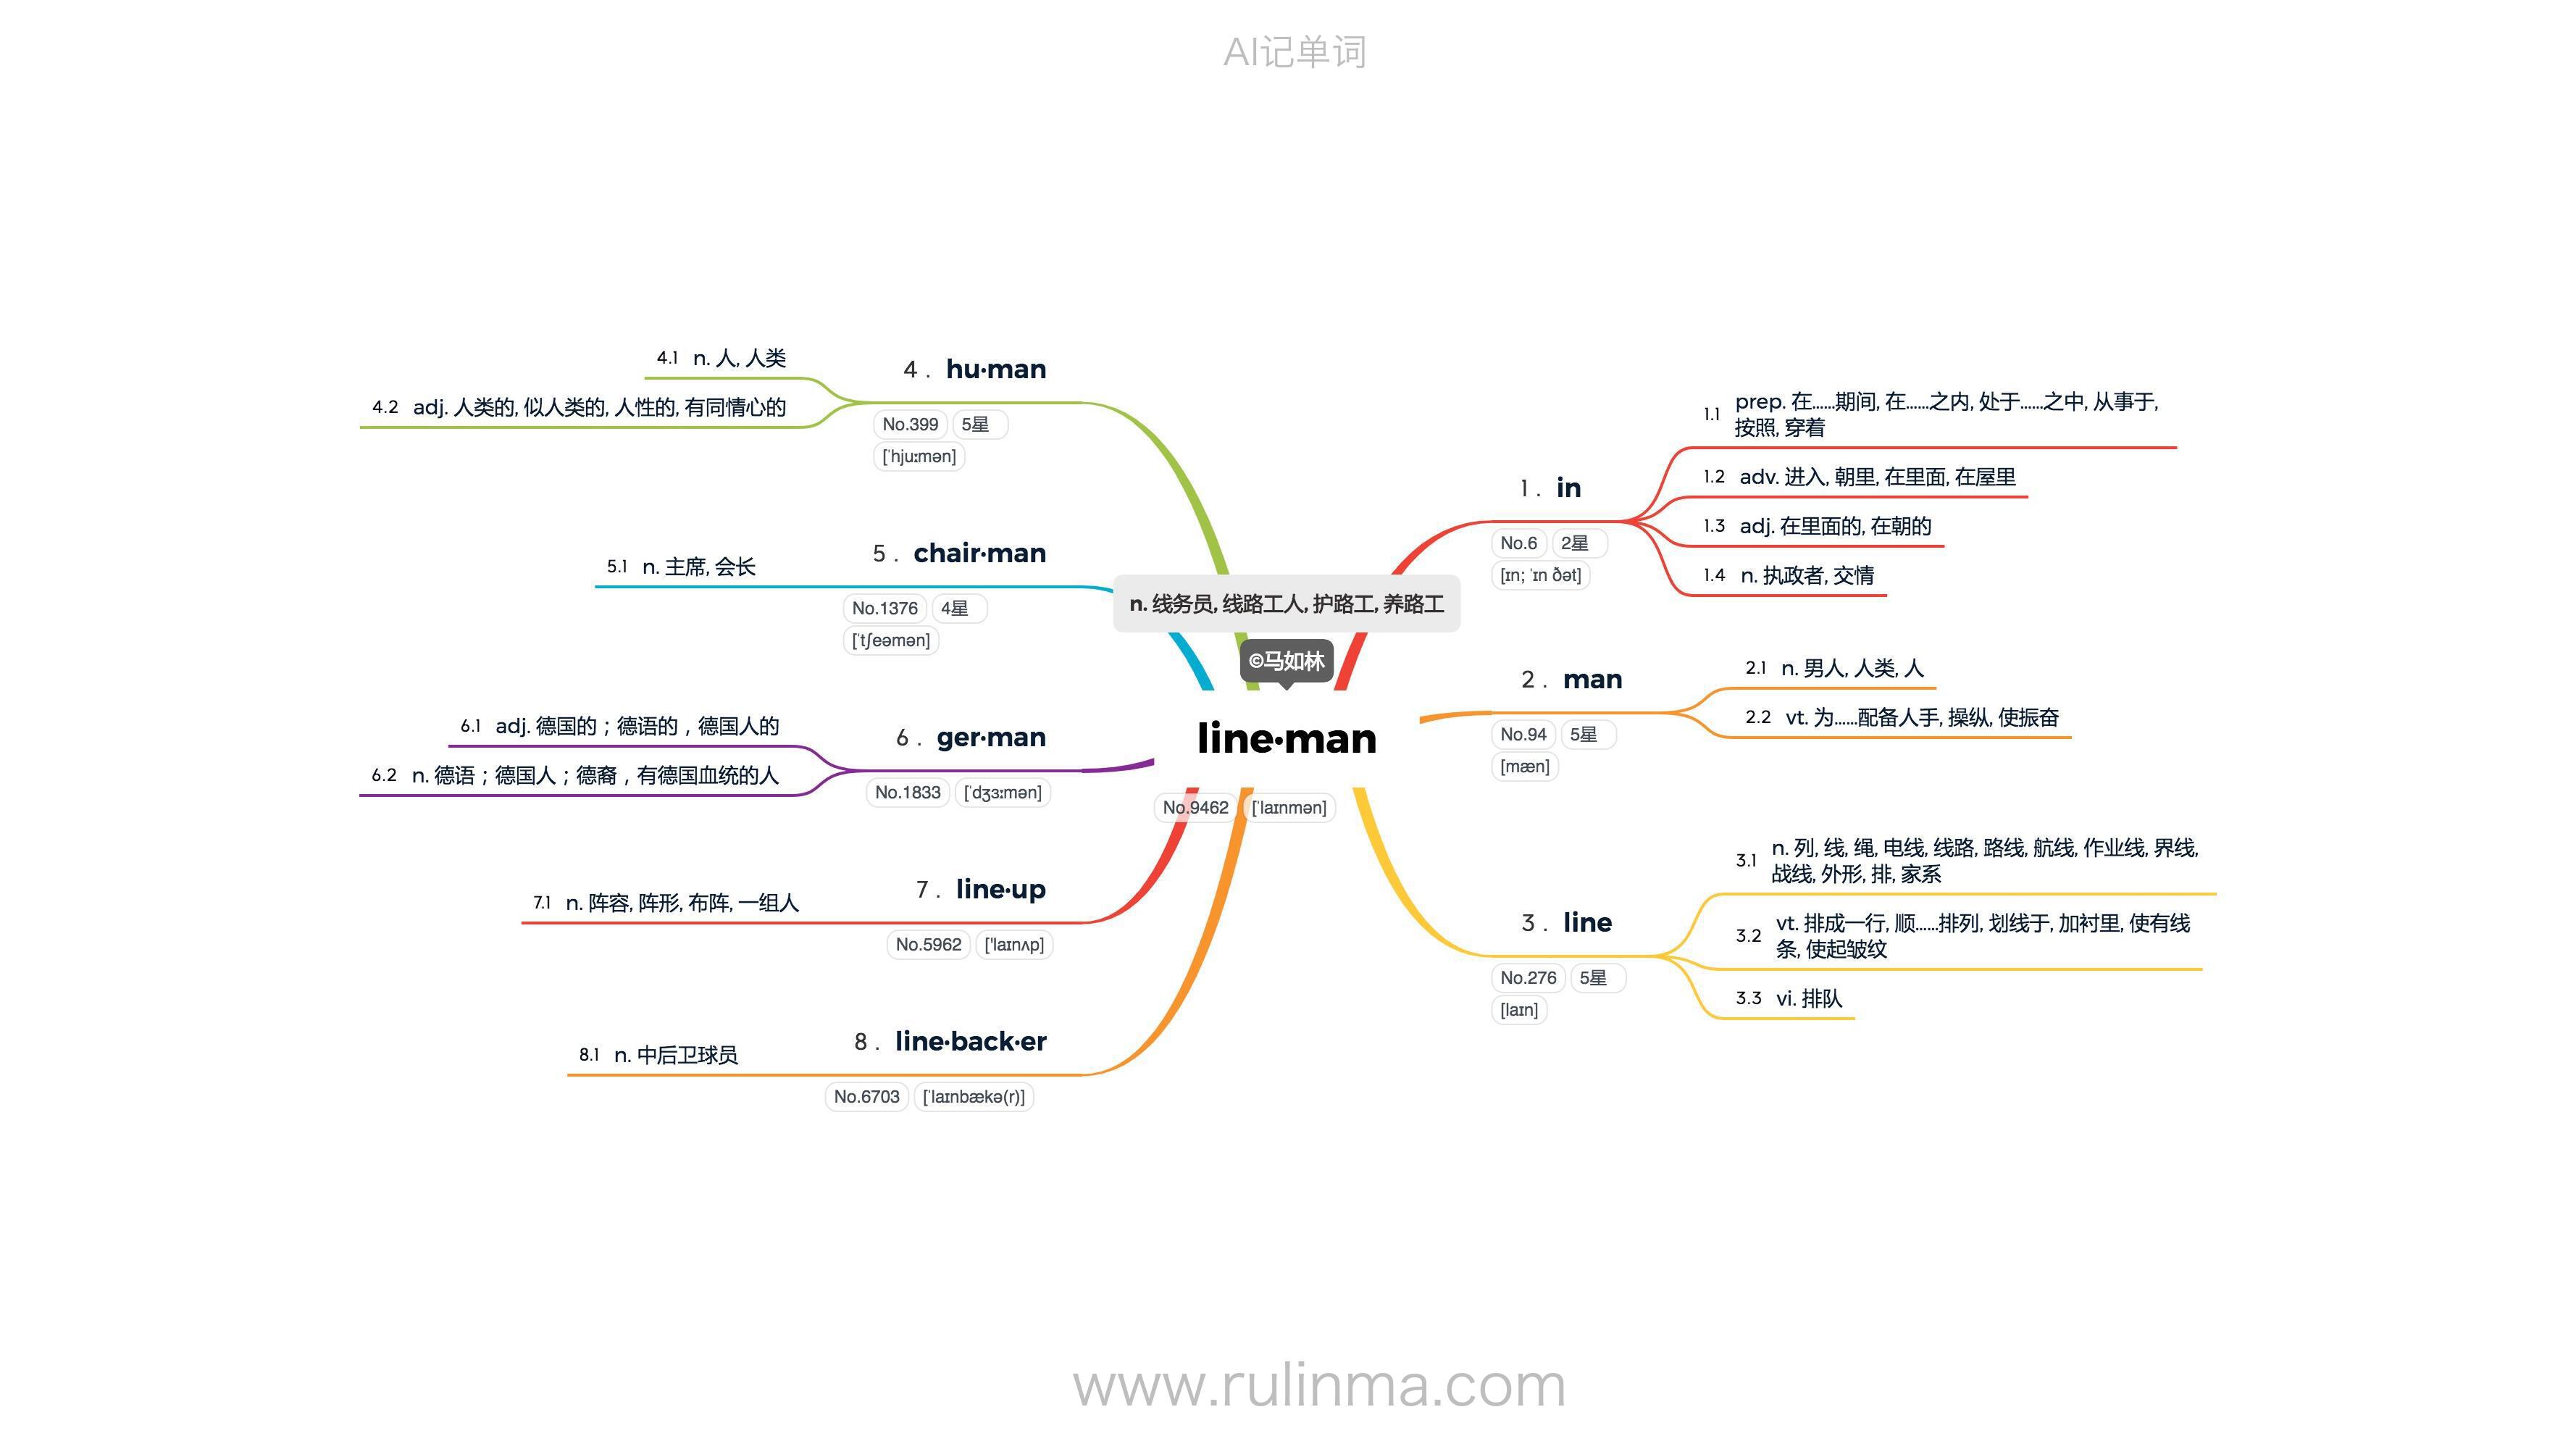 AI记单词
n. 线务员, 线路工人, 护路工, 养路工
©马如林
line·man
No.9462 [ˈlaɪnmən]
1 . in
No.6 2星
[ɪn; ˈɪn ðət]
1.1 prep. 在……期间, 在……之内, 处于……之中, 从事于,
按照, 穿着
1.2 adv. 进入, 朝里, 在里面, 在屋里
1.3 adj. 在里面的, 在朝的
1.4 n. 执政者, 交情
2 . man
No.94 5星
[mæn]
2.1 n. 男人, 人类, 人
2.2 vt. 为……配备人手, 操纵, 使振奋
3 . line
No.276 5星
[laɪn]
3.1 n. 列, 线, 绳, 电线, 线路, 路线, 航线, 作业线, 界线,
战线, 外形, 排, 家系
3.2 vt. 排成一行, 顺……排列, 划线于, 加衬里, 使有线
条, 使起皱纹
3.3 vi. 排队
4 . hu·man
No.399 5星
[ˈhjuːmən]
4.1 n. 人, 人类
4.2 adj. 人类的, 似人类的, 人性的, 有同情心的
5 . chair·man
No.1376 4星
[ˈtʃeəmən]
5.1 n. 主席, 会长
6 . ger·man
No.1833 [ˈdʒɜːmən]
6.1 adj. 德国的；德语的，德国人的
6.2 n. 德语；德国人；德裔，有德国血统的人
7 . line·up
No.5962 [ˈlaɪnʌp]
7.1 n. 阵容, 阵形, 布阵, 一组人
8 . line·back·er
No.6703 [ˈlaɪnbækə(r)]
8.1 n. 中后卫球员
www.rulinma.com